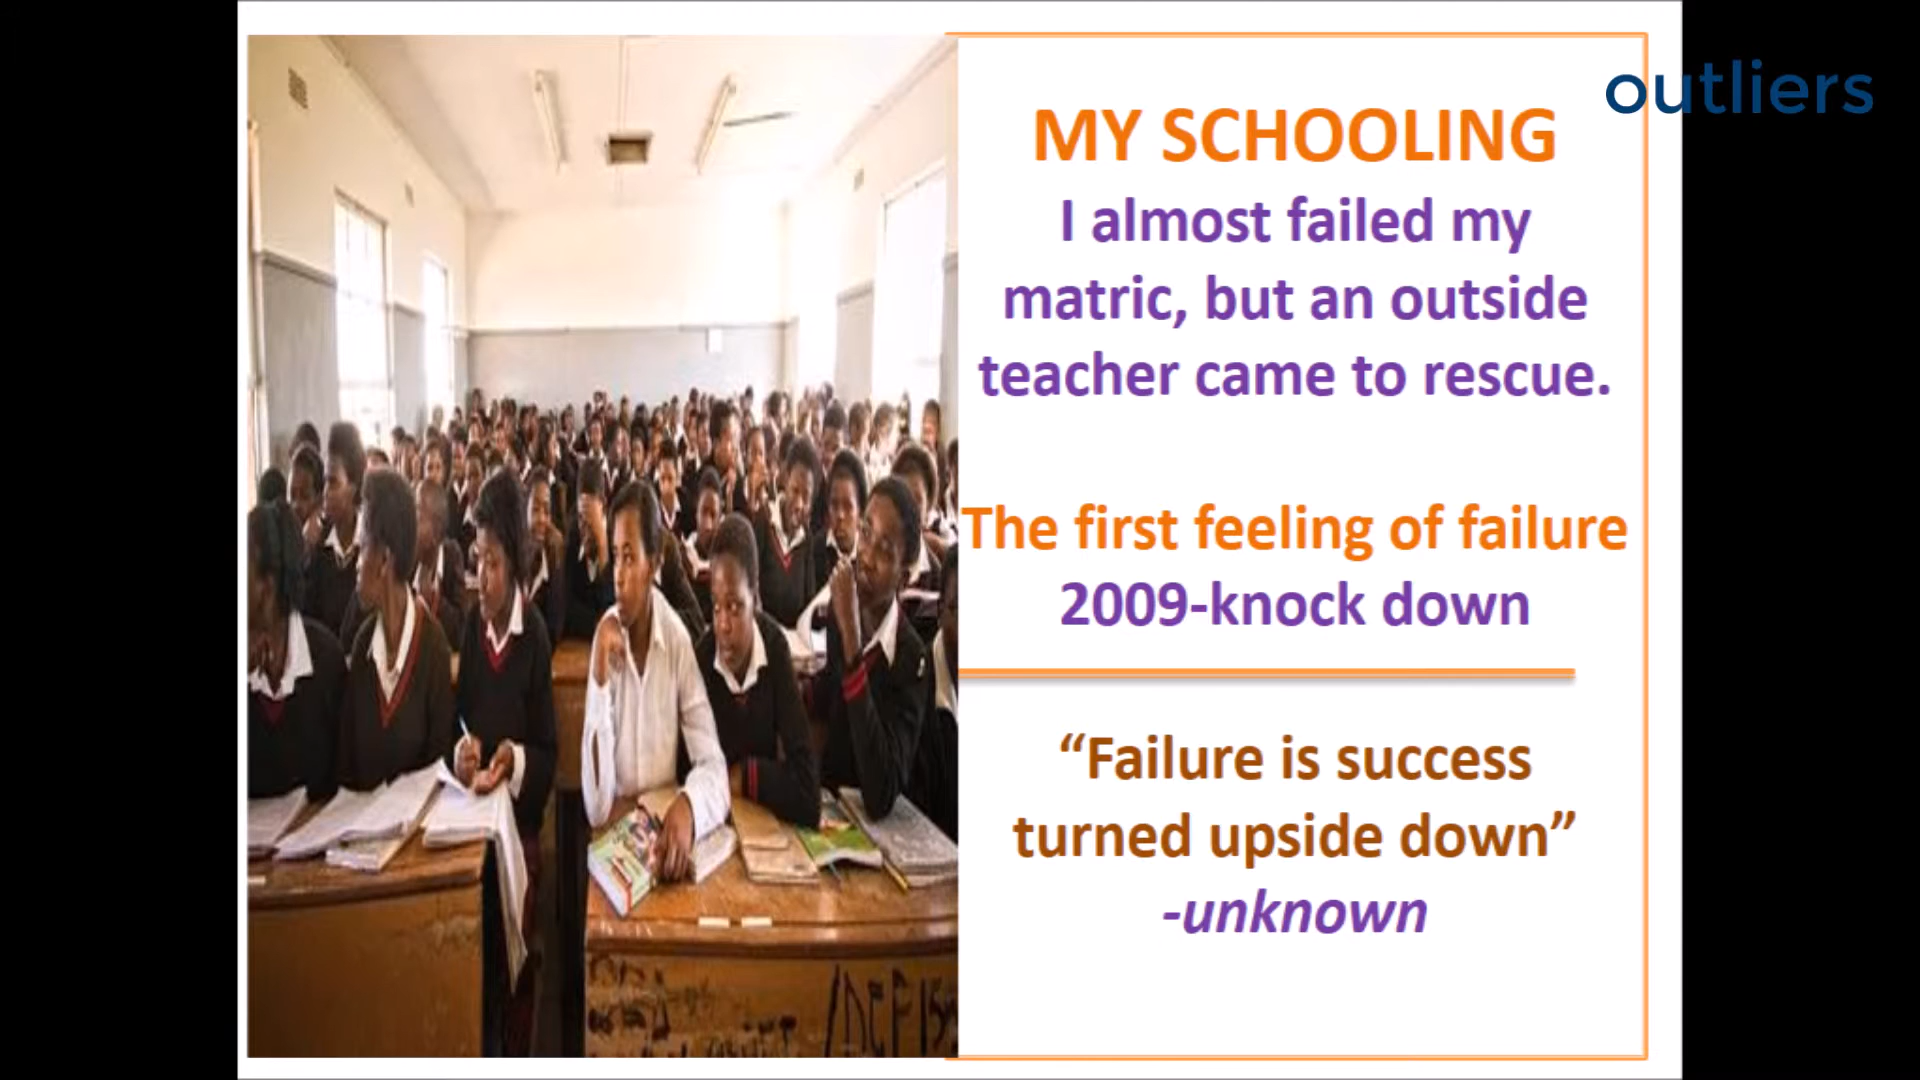 outliers
MY SCHOOLING
I almost failed my
matric, but an outside
teacher came to rescue.
The first feeling of failure
2009-knock down
“Failure is success
turned upside down”
-unknown